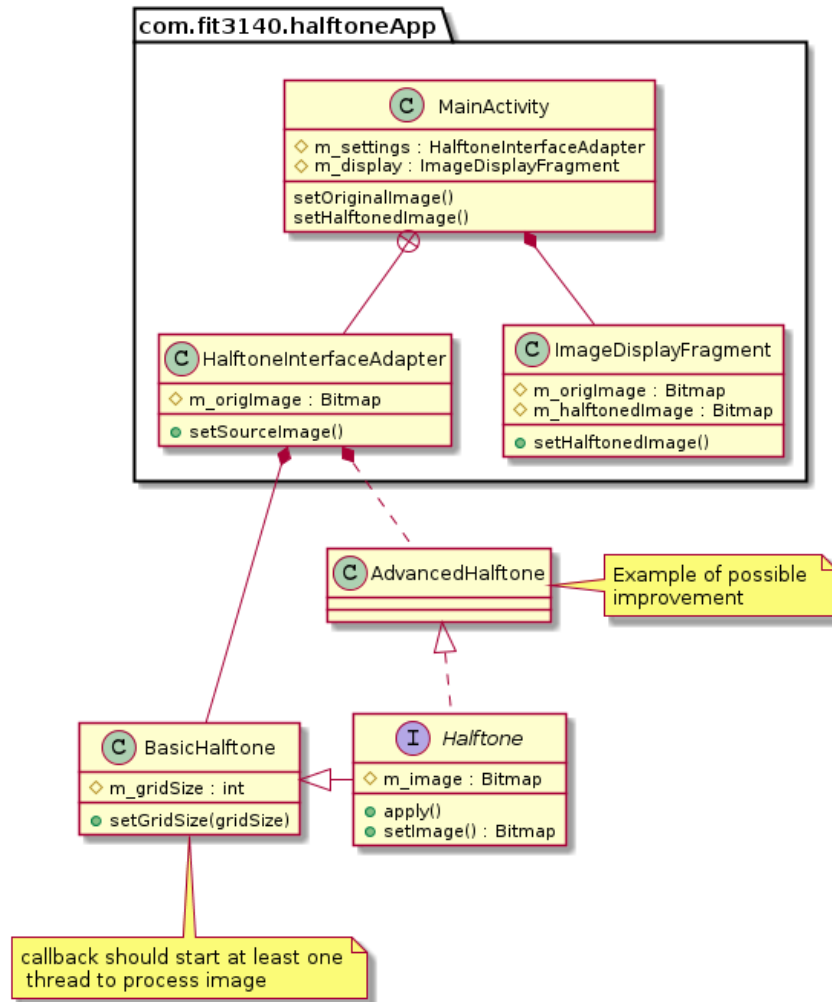 com.fit3140.halftoneApp
C MainActivity
m_settings : HalftoneInterfaceAdapter
m_display : ImageDisplayFragment
setOriginalImage()
setHalftonedImage()
C HalftoneInterfaceAdapter
m_origImage : Bitmap
setSourceImage()
C ImageDisplayFragment
m_origImage : Bitmap
m_halftonedImage : Bitmap
setHalftonedImage()
C AdvancedHalftone
Example of possible
improvement
C BasicHalftone
m_gridSize : int
setGridSize(gridSize)
I Halftone
m_image : Bitmap
apply()
setImage() : Bitmap
callback should start at least one
thread to process image